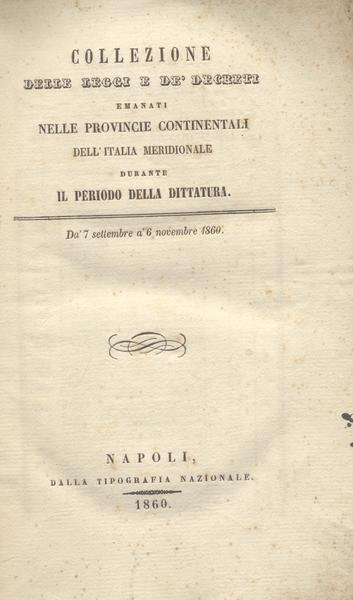 COLLEZIONE
DELLE LEGGI E DE' DECRETI
EMANATI
NELLE PROVINCIE CONTINENTALI
DELL'ITALIA MERIDIONALE
DURANTE
IL PERIODO DELLA DITTATURA.
Da' 7 settembre a' 6 novembre 1860.
NAPOLI,
DALLA TIPOGRAFIA NAZIONALE.
1860.